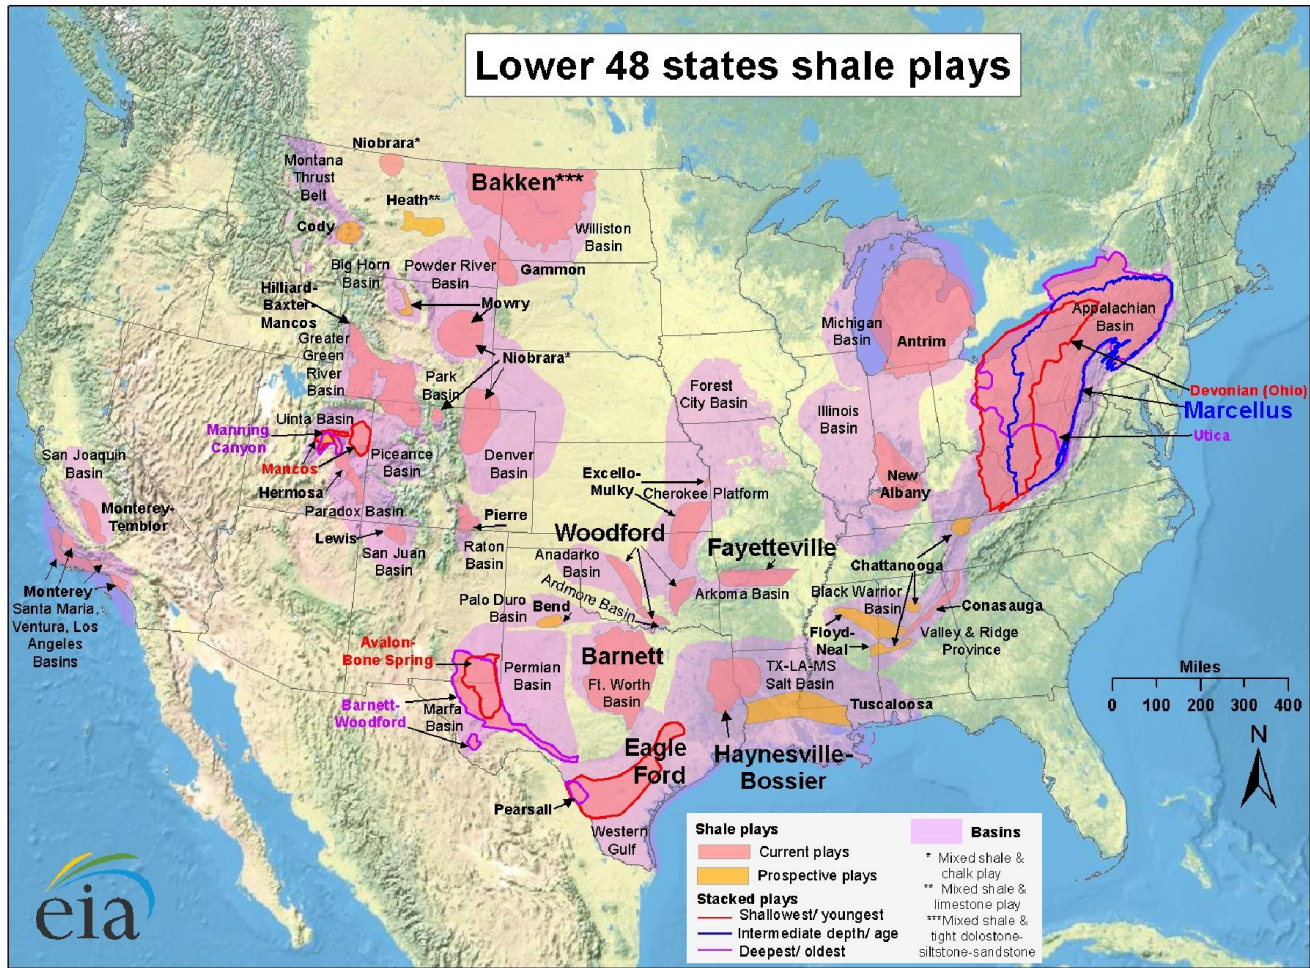 Lower 48 states shale plays
Niobrara*
Montana
Thrust
Belt
Bakken***
Heath**
Cody
Williston
Basin
Big Horn
Basin
Powder River
Basin
Gammon
Hilliard-
Baxter-
Mancos
Mowry
Greater
Green
River
Basin
Niobrara*
Park
Basin
Michigan
Basin
Antrim
Appalachian
Basin
Devonian (Ohio)
Marcellus
Utica
Forest
City Basin
Illinois
Basin
Uinta Basin
Manning
Canyon
Mancos
Piceance
Basin
Denver
Basin
San Joaquin
Basin
Hermosa
Excello-
Mulky
Cherokee Platform
New
Albany
Monterey-
Temblor
Paradox Basin
Pierre
Lewis
San Juan
Basin
Raton
Basin
Woodford
Anadarko
Basin
Fayetteville
Chattanooga
Ardmore Basin
Arkoma Basin
Black Warrior
Basin
Monterey
Santa Maria,
Ventura, Los
Angeles
Basins
Palo Duro
Basin
Bend
Conasauga
Floyd-
Neal
Valley & Ridge
Province
Avalon-
Bone Spring
Permian
Basin
Barnett
Ft. Worth
Basin
TX-LA-MS
Salt Basin
Tuscaloosa
Barnett-
Woodford
Marfa
Basin
Eagle
Ford
Haynesville-
Bossier
Pearsall
Western
Gulf
Miles
0 100 200 300 400
N
Shale plays
Current plays
Prospective plays
Stacked plays
Shallowest/ youngest
Intermediate depth/ age
Deepest/ oldest
Basins
* Mixed shale &
chalk play
** Mixed shale &
limestone play
***Mixed shale &
tight dolostone-
siltstone-sandstone
eia